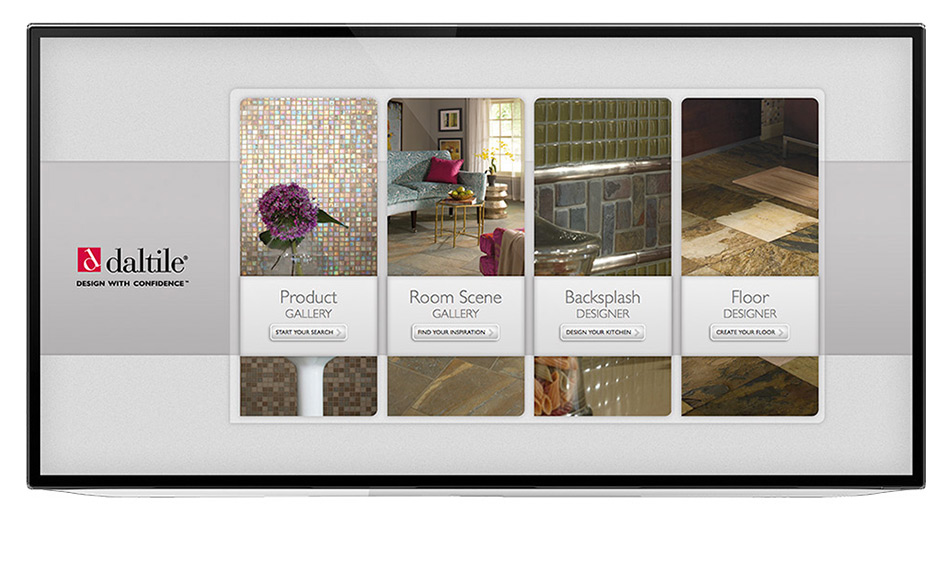 daltile®
DESIGN WITH CONFIDENCE™
Product
GALLERY
START YOUR SEARCH
Room Scene
GALLERY
FIND YOUR INSPIRATION
Backsplash
DESIGNER
DESIGN YOUR KITCHEN
Floor
DESIGNER
CREATE YOUR FLOOR